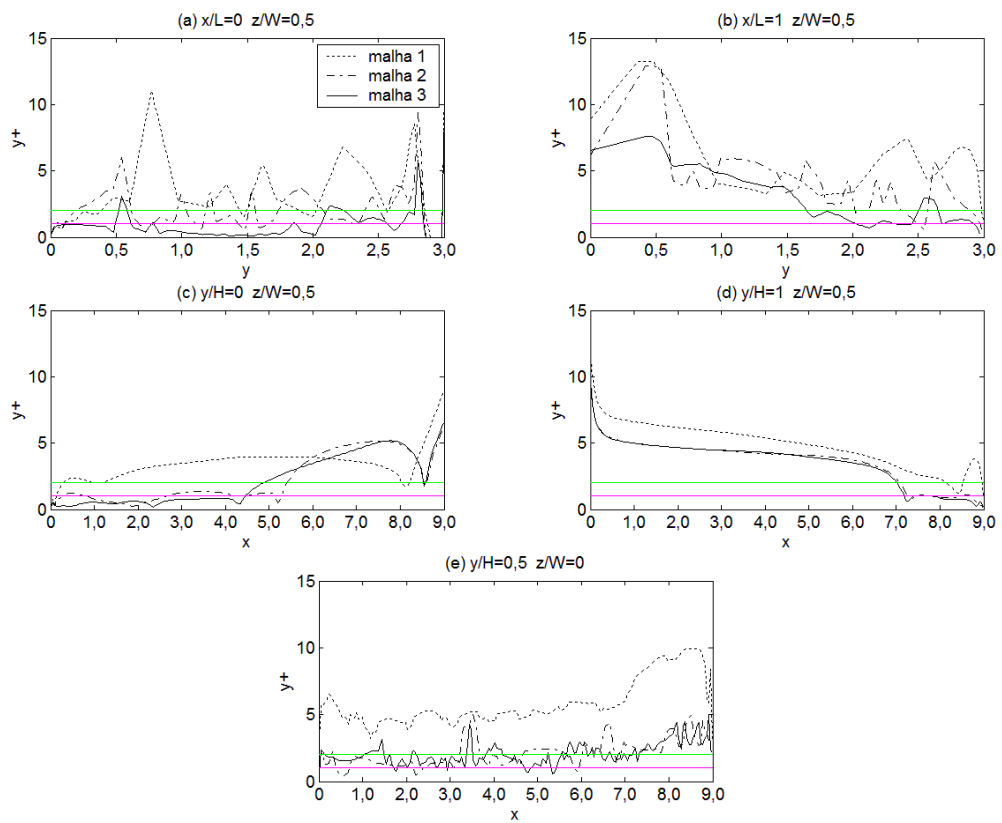 (a) x/L=0 z/W=0,5
15
10
5
0
y+
malha 1
malha 2
malha 3
0 0,5 1,0 1,5 2,0 2,5 3,0
y
(b) x/L=1 z/W=0,5
15
10
5
0
y+
0 0,5 1,0 1,5 2,0 2,5 3,0
y
(c) y/H=0 z/W=0,5
15
10
5
0
y+
0 1,0 2,0 3,0 4,0 5,0 6,0 7,0 8,0 9,0
x
(d) y/H=1 z/W=0,5
15
10
5
0
y+
0 1,0 2,0 3,0 4,0 5,0 6,0 7,0 8,0 9,0
x
(e) y/H=0,5 z/W=0
15
10
5
0
y+
0 1,0 2,0 3,0 4,0 5,0 6,0 7,0 8,0 9,0
x